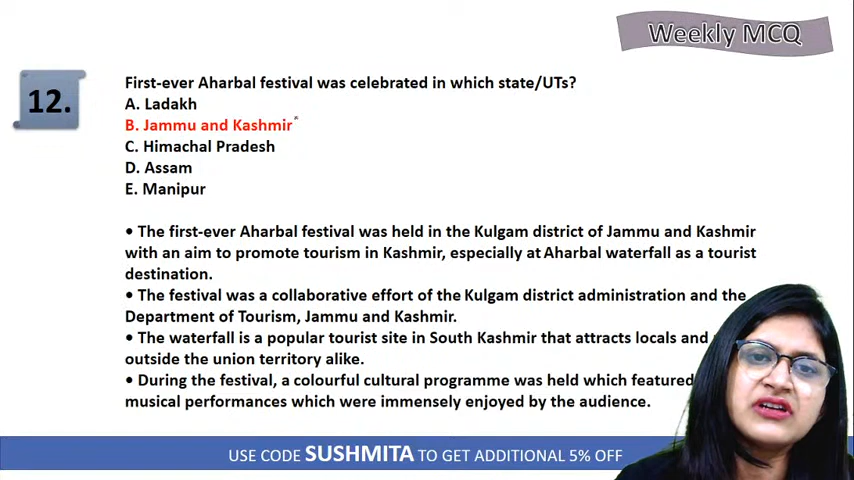 Weekly MCQ
12.
First-ever Aharbal festival was celebrated in which state/UTs?
A. Ladakh
B. Jammu and Kashmir
C. Himachal Pradesh
D. Assam
E. Manipur
• The first-ever Aharbal festival was held in the Kulgam district of Jammu and Kashmir
with an aim to promote tourism in Kashmir, especially at Aharbal waterfall as a tourist
destination.
• The festival was a collaborative effort of the Kulgam district administration and the
Department of Tourism, Jammu and Kashmir.
• The waterfall is a popular tourist site in South Kashmir that attracts locals and
outside the union territory alike.
• During the festival, a colourful cultural programme was held which featured
musical performances which were immensely enjoyed by the audience.
USE CODE SUSHMITA TO GET ADDITIONAL 5% OFF